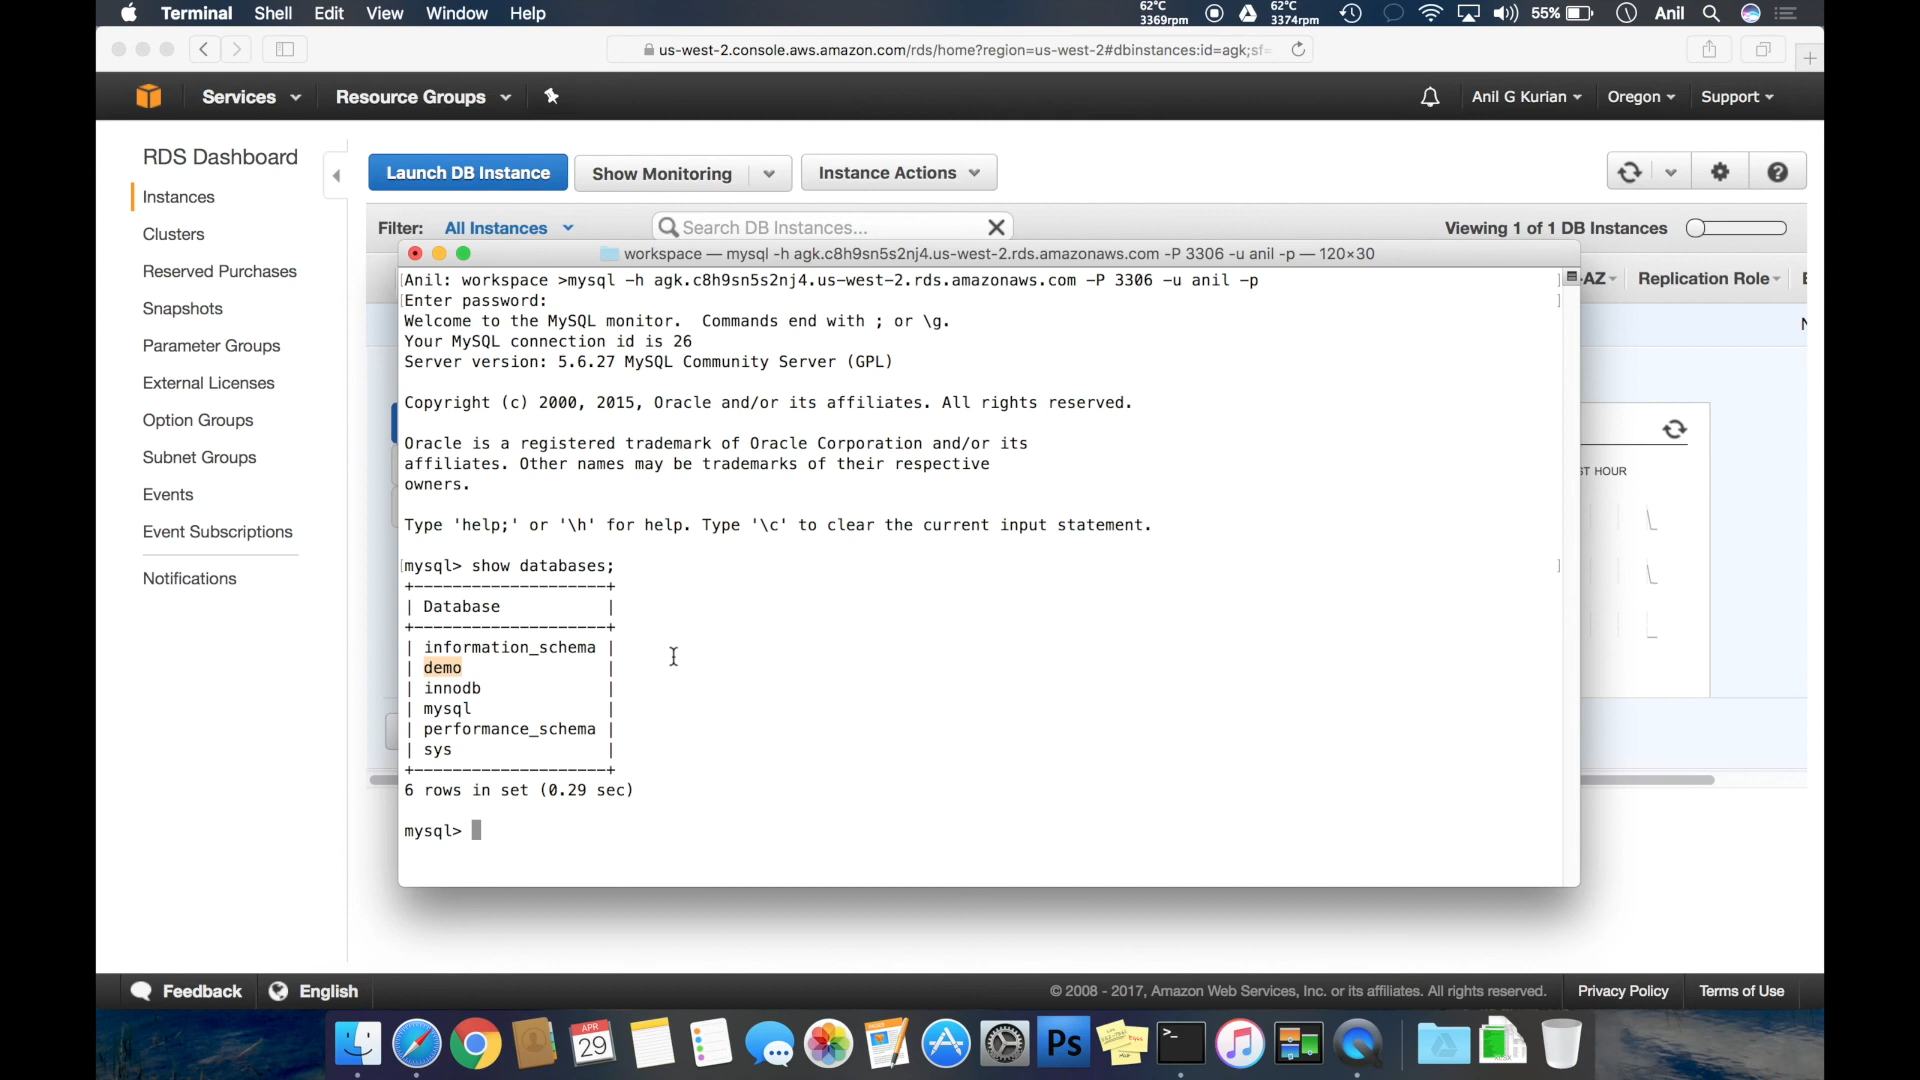 Terminal Shell Edit View Window Help 62°C 3369rpm 62°C 3374rpm 55% Anil
us-west-2.console.aws.amazon.com/rds/home?region=us-west-2#dbinstances:id=agk;sf=
Services Resource Groups Anil G Kurian Oregon Support
RDS Dashboard
Instances
Clusters
Reserved Purchases
Snapshots
Parameter Groups
External Licenses
Option Groups
Subnet Groups
Events
Event Subscriptions
Notifications
Launch DB Instance Show Monitoring Instance Actions
Filter: All Instances Search DB Instances... Viewing 1 of 1 DB Instances
-AZ Replication Role
ST HOUR
workspace — mysql -h agk.c8h9sn5s2nj4.us-west-2.rds.amazonaws.com -P 3306 -u anil -p — 120×30
[Anil: workspace >mysql -h agk.c8h9sn5s2nj4.us-west-2.rds.amazonaws.com -P 3306 -u anil -p ]
[Enter password: ]
Welcome to the MySQL monitor.  Commands end with ; or \g.
Your MySQL connection id is 26
Server version: 5.6.27 MySQL Community Server (GPL)
Copyright (c) 2000, 2015, Oracle and/or its affiliates. All rights reserved.
Oracle is a registered trademark of Oracle Corporation and/or its
affiliates. Other names may be trademarks of their respective
owners.
Type 'help;' or '\h' for help. Type '\c' to clear the current input statement.
[mysql> show databases; ]
+--------------------+
| Database           |
+--------------------+
| information_schema |
| demo               |
| innodb             |
| mysql              |
| performance_schema |
| sys                |
+--------------------+
6 rows in set (0.29 sec)
mysql>
Feedback English © 2008 - 2017, Amazon Web Services, Inc. or its affiliates. All rights reserved. Privacy Policy Terms of Use
APR
29
Ps
>_
XLSX